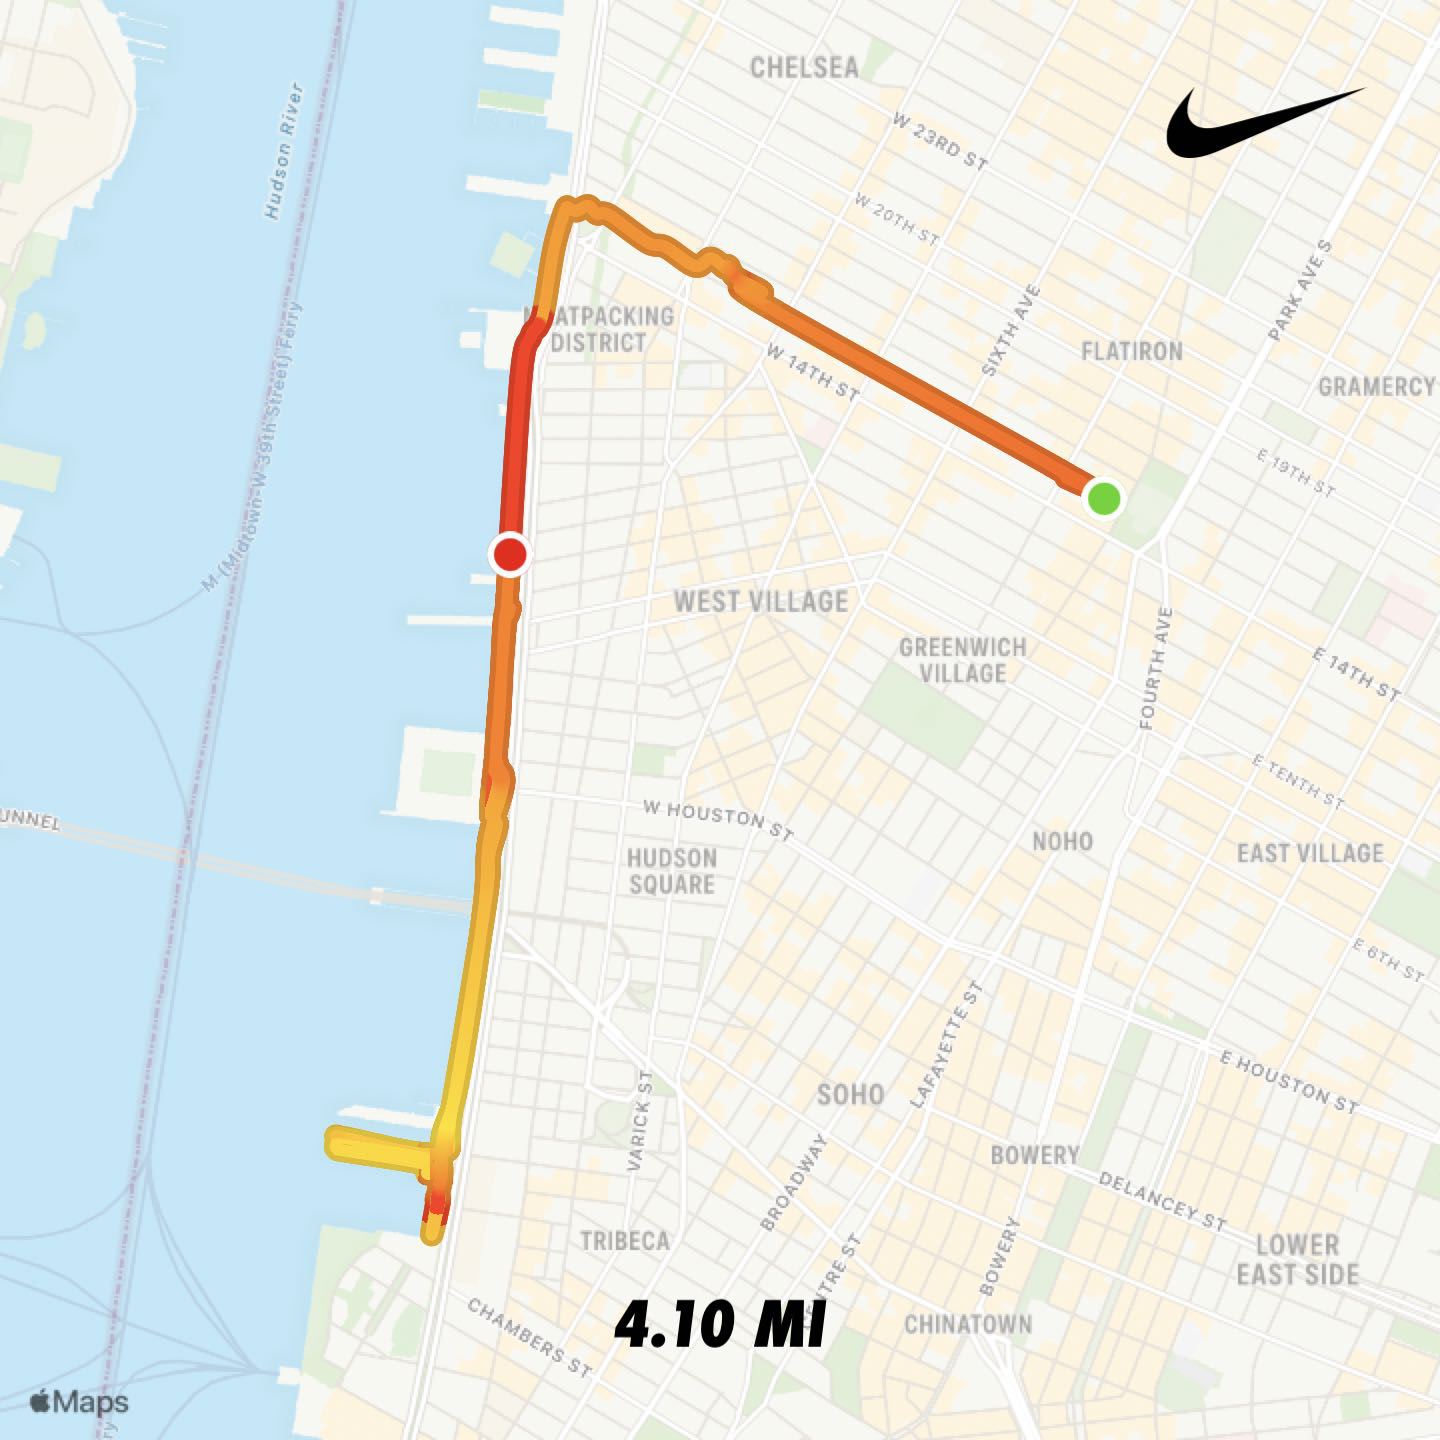 CHELSEA
Hudson River
W 23RD ST
W 20TH ST
PARK AVE S
SIXTH AVE
ATPACKING
DISTRICT
FLATIRON
W 14TH ST
GRAMERCY
M (Midtown-W 39th Street) Ferry
E 19TH ST
WEST VILLAGE
GREENWICH
VILLAGE
FOURTH AVE
E 14TH ST
E TENTH ST
UNNEL
W HOUSTON ST
NOHO
EAST VILLAGE
HUDSON
SQUARE
E 6TH ST
LAFAYETTE ST
E HOUSTON ST
SOHO
VARICK ST
BROADWAY
BOWERY
DELANCEY ST
TRIBECA
LOWER
EAST SIDE
BOWERY
ENTRE ST
CHAMBERS ST
4.10 MI
CHINATOWN
Maps
ry